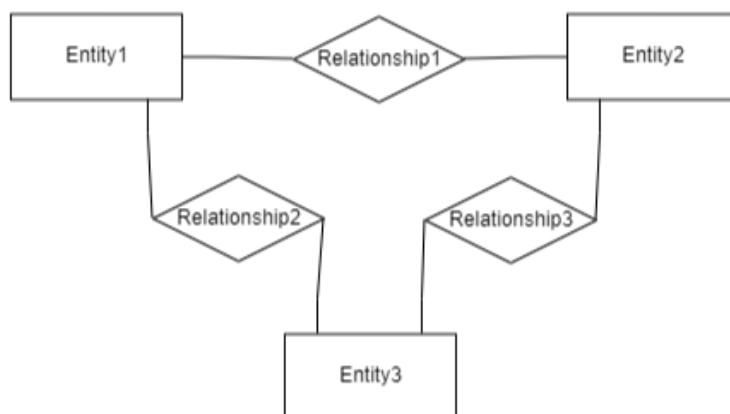 Entity1
Relationship1
Entity2
Relationship2
Relationship3
Entity3